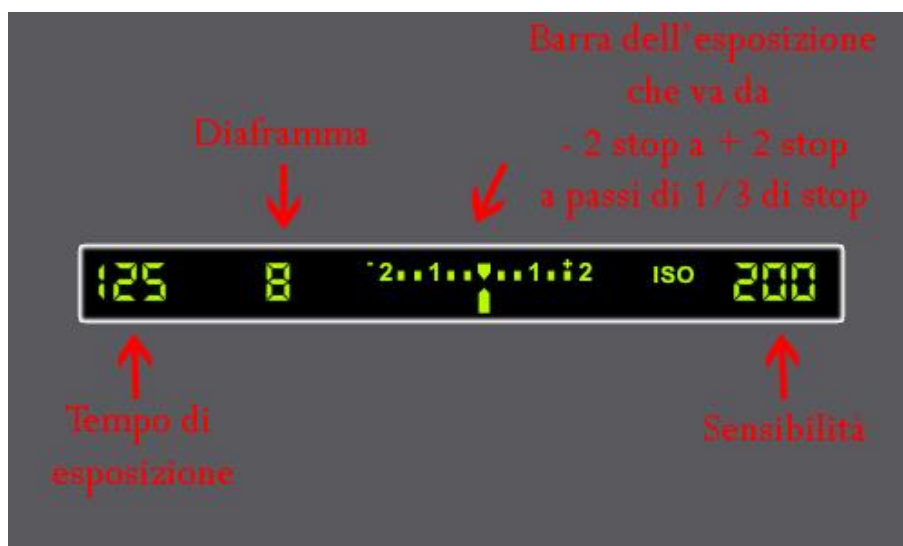 Barra dell'esposizione
che va da
- 2 stop a + 2 stop
a passi di 1/3 di stop
Diaframma
125 8 -2..1..▼..1..+2 ISO 200
Tempo di
esposizione
Sensibilità